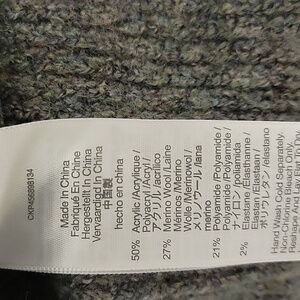 CKP455898134
Made In China
Fabriqué En Chine
Hergestellt In China
Vervaardigd In China
中国製
hecho en china
50% Acrylic/Acrylique /
Polyacryl /Acryl /
アクリル /acrilico
27% Merino Wool /Laine
Mérinos /Merino
Wolle /Merinowol /
メリノウール /lana
merino
21% Polyamide /Polyamide /
Polyamide /Polyamide /
ナイロン /poliamida
2% Elastane /Elasthanne /
Elastan /Elastaan /
ポリウレタン /elastano
Hand Wash Cold Separately.
Non-Chlorine Bleach Only.
Reshape And Lay Flat To Dry.